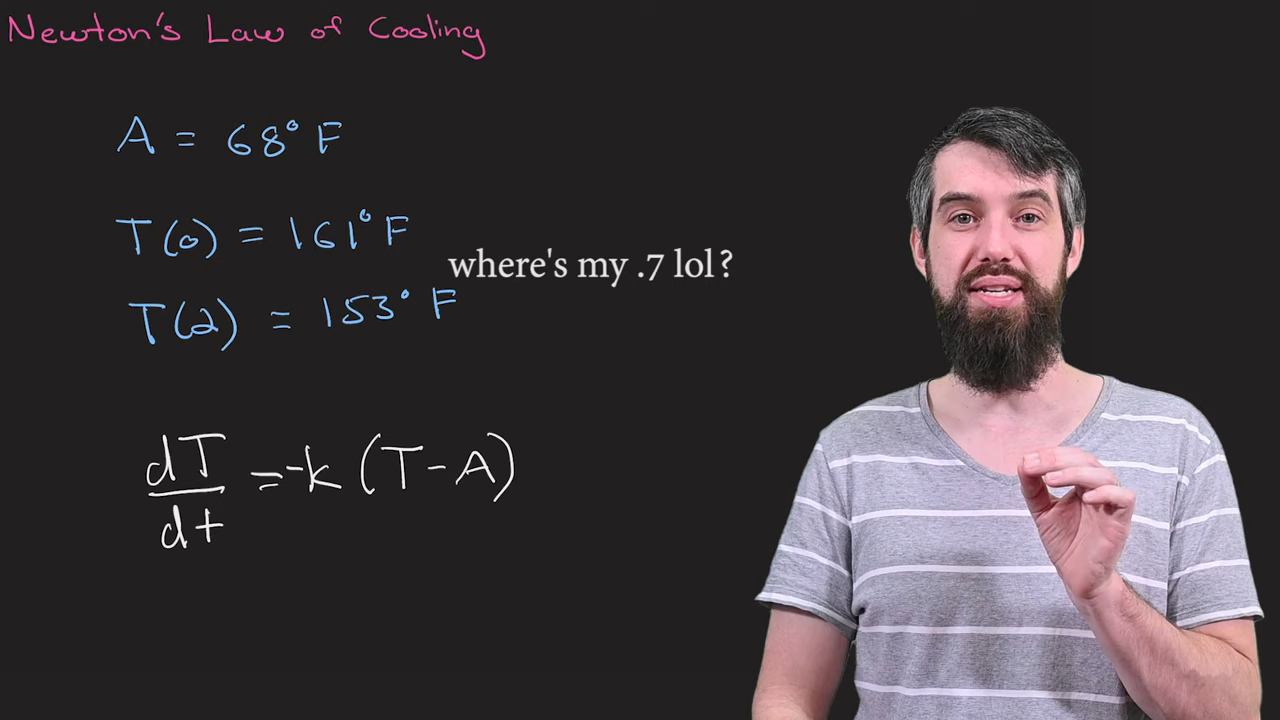 Newton's Law of Cooling
A = 68° F
T(0) = 161° F
where's my .7 lol?
T(2) = 153° F
dT/dt = -k (T - A)